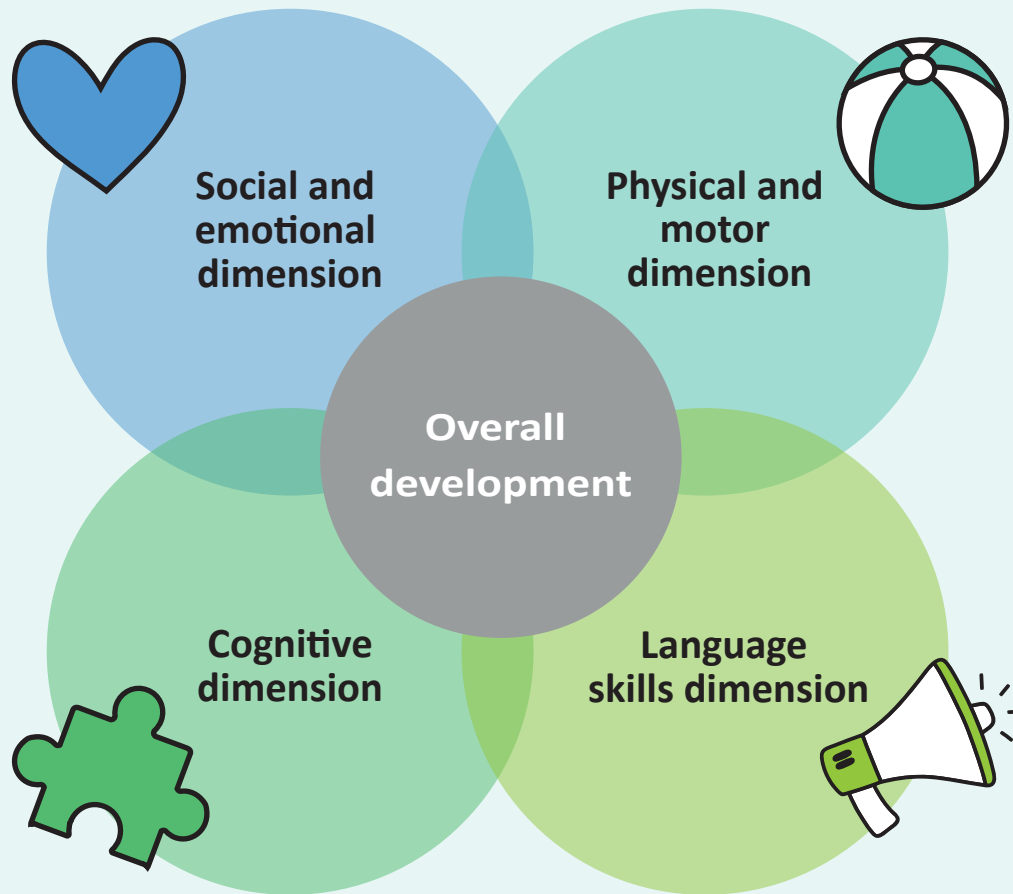 Social and
emotional
dimension
Physical and
motor
dimension
Overall
development
Cognitive
dimension
Language
skills dimension